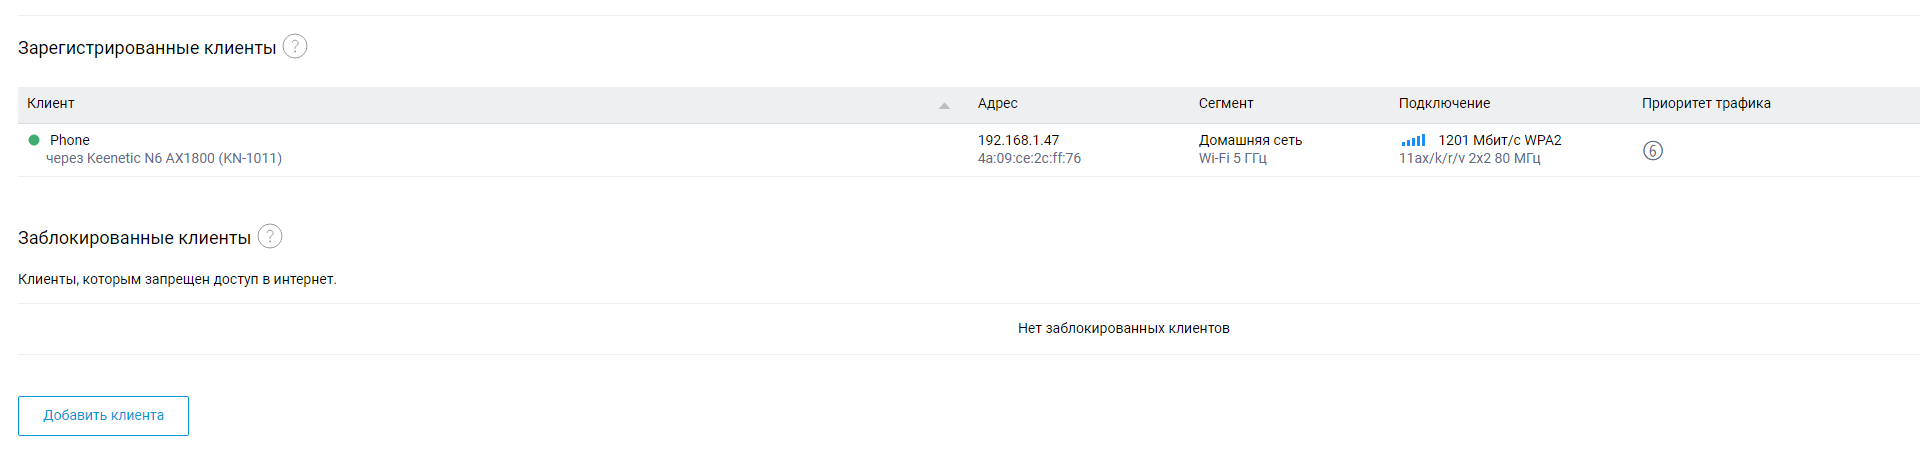 Зарегистрированные клиенты ?
Клиент Адрес Сегмент Подключение Приоритет трафика
Phone 192.168.1.47 Домашняя сеть 1201 Мбит/с WPA2 6
через Keenetic N6 AX1800 (KN-1011) 4a:09:ce:2c:ff:76 Wi-Fi 5 ГГц 11ax/k/r/v 2x2 80 МГц
Заблокированные клиенты ?
Клиенты, которым запрещен доступ в интернет.
Нет заблокированных клиентов
Добавить клиента